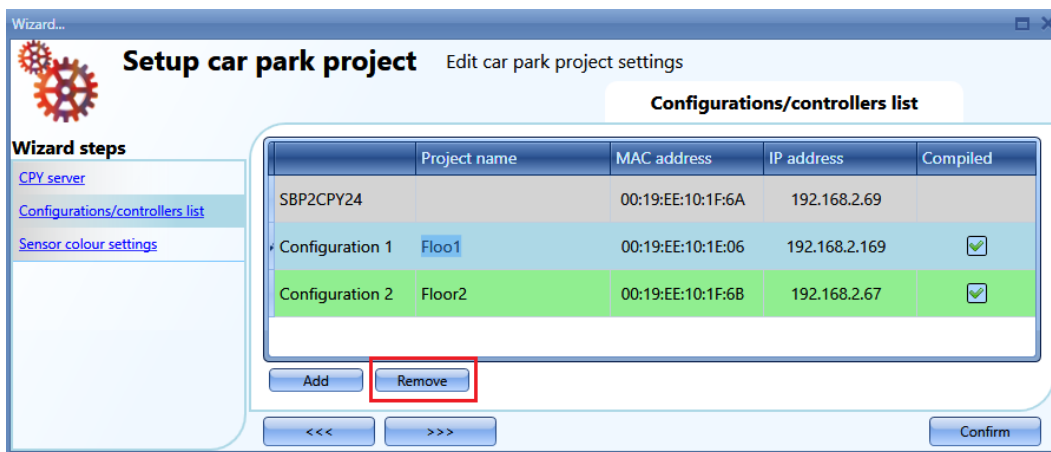 Wizard...
Setup car park project Edit car park project settings
Configurations/controllers list
Wizard steps
CPY server
Configurations/controllers list
Sensor colour settings
Project name MAC address IP address Compiled
SBP2CPY24 00:19:EE:10:1F:6A 192.168.2.69
Configuration 1 Floo1 00:19:EE:10:1E:06 192.168.2.169
Configuration 2 Floor2 00:19:EE:10:1F:6B 192.168.2.67
Add Remove
<<< >>> Confirm